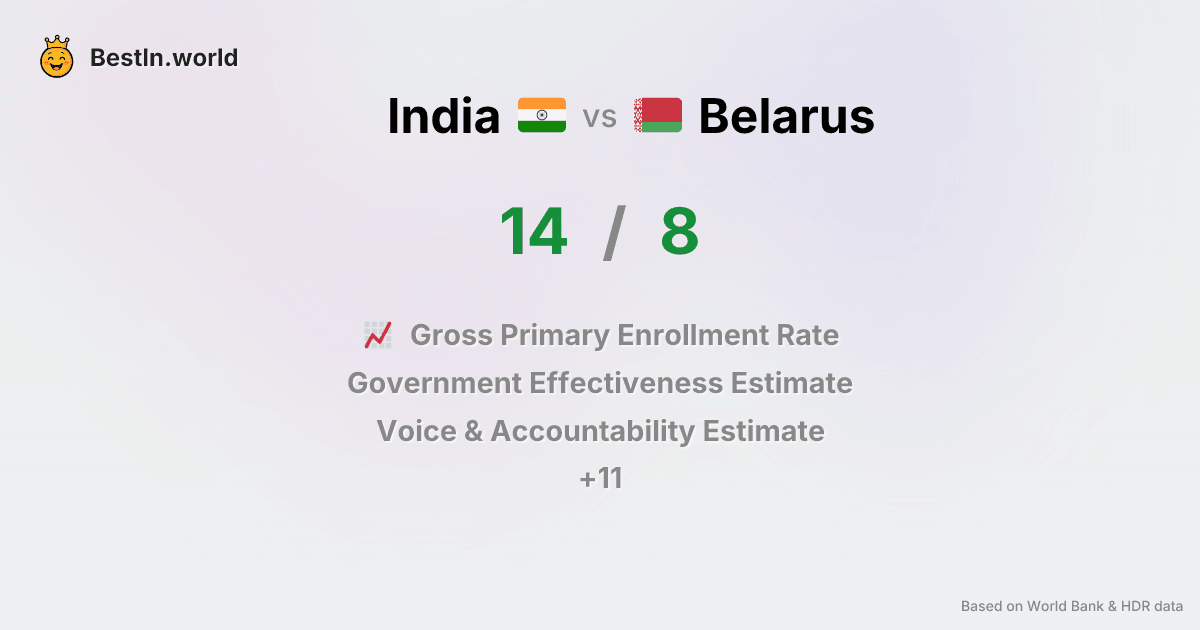 BestIn.world
India vs Belarus
14 / 8
Gross Primary Enrollment Rate
Government Effectiveness Estimate
Voice & Accountability Estimate
+11
Based on World Bank & HDR data